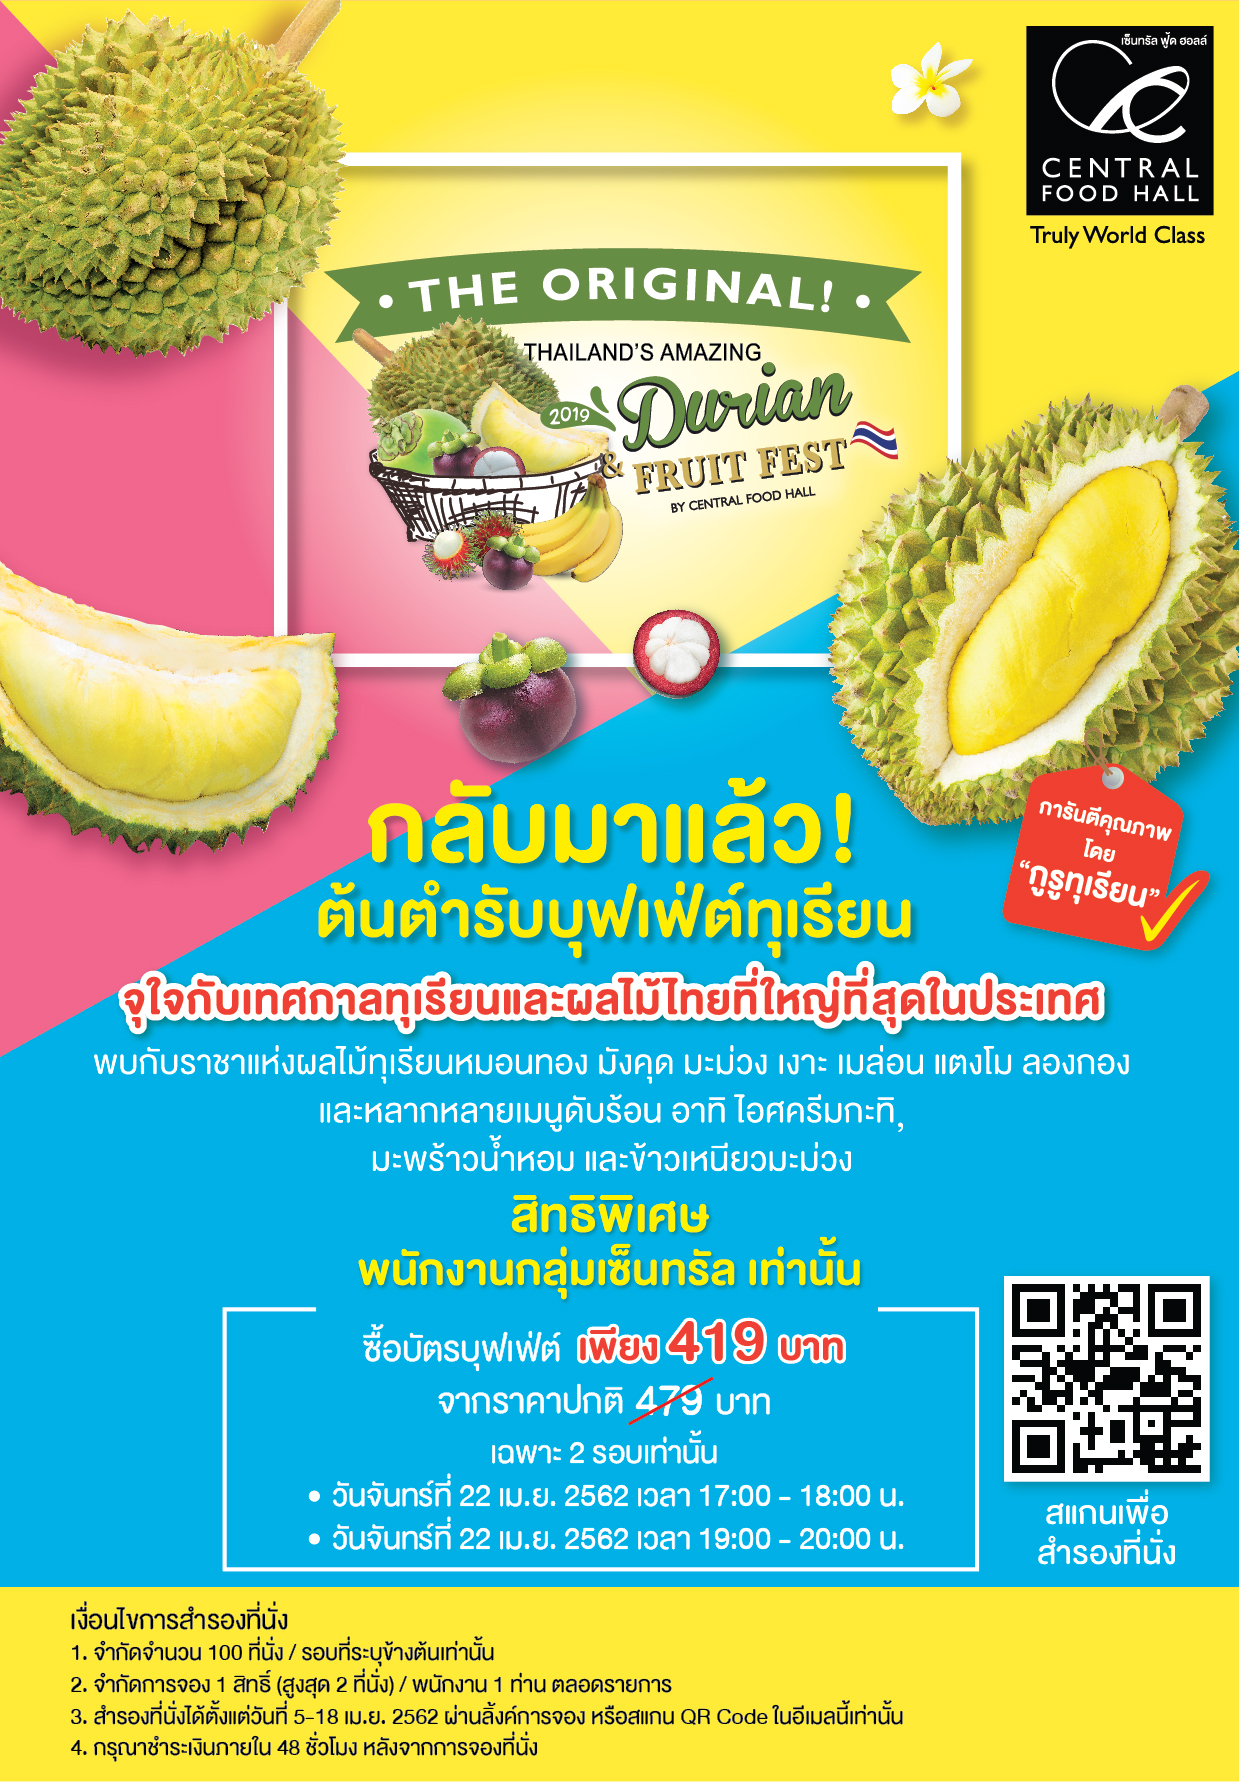 เซ็นทรัล ฟู้ด ฮอลล์
CENTRAL
FOOD HALL
Truly World Class
• THE ORIGINAL! •
THAILAND'S AMAZING
2019 Durian
& FRUIT FEST
BY CENTRAL FOOD HALL
การันตีคุณภาพ
โดย
“กูรูทุเรียน”
กลับมาแล้ว!
ต้นตำรับบุฟเฟ่ต์ทุเรียน
จุใจกับเทศกาลทุเรียนและผลไม้ไทยที่ใหญ่ที่สุดในประเทศ
พบกับราชาแห่งผลไม้ทุเรียนหมอนทอง มังคุด มะม่วง เงาะ เมล่อน แตงโม ลองกอง
และหลากหลายเมนูดับร้อน อาทิ ไอศครีมกะทิ,
มะพร้าวน้ำหอม และข้าวเหนียวมะม่วง
สิทธิพิเศษ
พนักงานกลุ่มเซ็นทรัล เท่านั้น
ซื้อบัตรบุฟเฟ่ต์ เพียง 419 บาท
จากราคาปกติ 479 บาท
เฉพาะ 2 รอบเท่านั้น
• วันจันทร์ที่ 22 เม.ย. 2562 เวลา 17:00 - 18:00 น.
• วันจันทร์ที่ 22 เม.ย. 2562 เวลา 19:00 - 20:00 น.
สแกนเพื่อ
สำรองที่นั่ง
เงื่อนไขการสำรองที่นั่ง
1. จำกัดจำนวน 100 ที่นั่ง / รอบที่ระบุข้างต้นเท่านั้น
2. จำกัดการจอง 1 สิทธิ์ (สูงสุด 2 ที่นั่ง) / พนักงาน 1 ท่าน ตลอดรายการ
3. สำรองที่นั่งได้ตั้งแต่วันที่ 5-18 เม.ย. 2562 ผ่านลิ้งค์การจอง หรือสแกน QR Code ในอีเมลนี้เท่านั้น
4. กรุณาชำระเงินภายใน 48 ชั่วโมง หลังจากการจองที่นั่ง